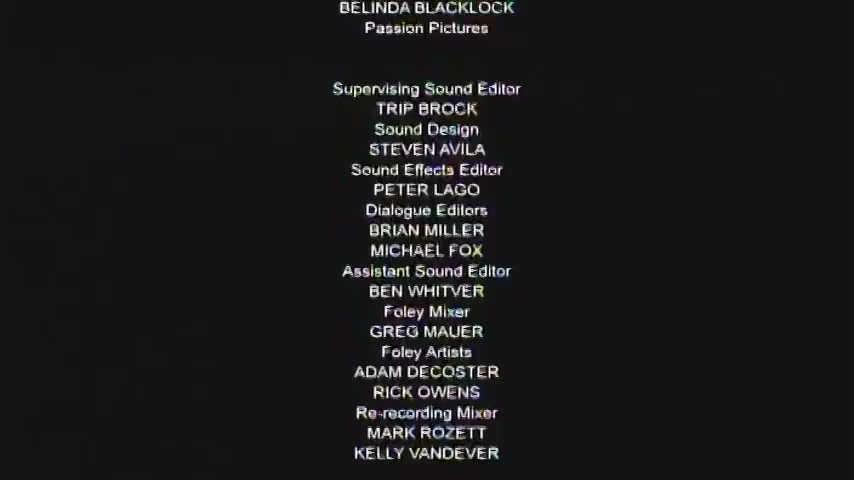 BELINDA BLACKLOCK
Passion Pictures
Supervising Sound Editor
TRIP BROCK
Sound Design
STEVEN AVILA
Sound Effects Editor
PETER LAGO
Dialogue Editors
BRIAN MILLER
MICHAEL FOX
Assistant Sound Editor
BEN WHITVER
Foley Mixer
GREG MAUER
Foley Artists
ADAM DECOSTER
RICK OWENS
Re-recording Mixer
MARK ROZETT
KELLY VANDEVER